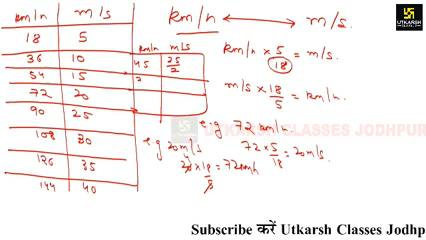 km/h m/s
18 5
36 10
54 15
72 20
90 25
108 30
126 35
144 40
km/h m/s
45 25/2
km/h ⟷ m/s.
km/h × 5/18 = m/s.
m/s × 18/5 = km/h.
e.g 72 km/h.
72 × 5/18 = 20 m/s.
e.g 20 m/s
20 × 18/5 = 72 km/h
UTKARSH CLASSES JODHPUR
UTKARSH
CLASSES
Subscribe करें Utkarsh Classes Jodhp